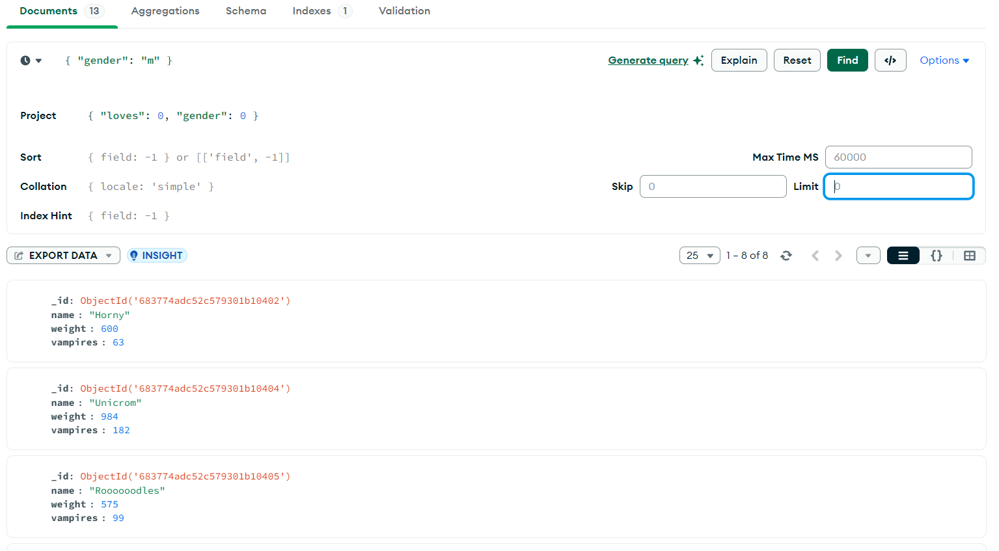 Documents 13 Aggregations Schema Indexes 1 Validation
{ "gender": "m" } Generate query Explain Reset Find </> Options
Project { "loves": 0, "gender": 0 }
Sort { field: -1 } or [['field', -1]] Max Time MS 60000
Collation { locale: 'simple' } Skip 0 Limit 0
Index Hint { field: -1 }
EXPORT DATA INSIGHT 25 1 – 8 of 8 {}
_id: ObjectId('683774adc52c579301b10402')
name : "Horny"
weight : 600
vampires : 63
_id: ObjectId('683774adc52c579301b10404')
name : "Unicrom"
weight : 984
vampires : 182
_id: ObjectId('683774adc52c579301b10405')
name : "Roooooodles"
weight : 575
vampires : 99